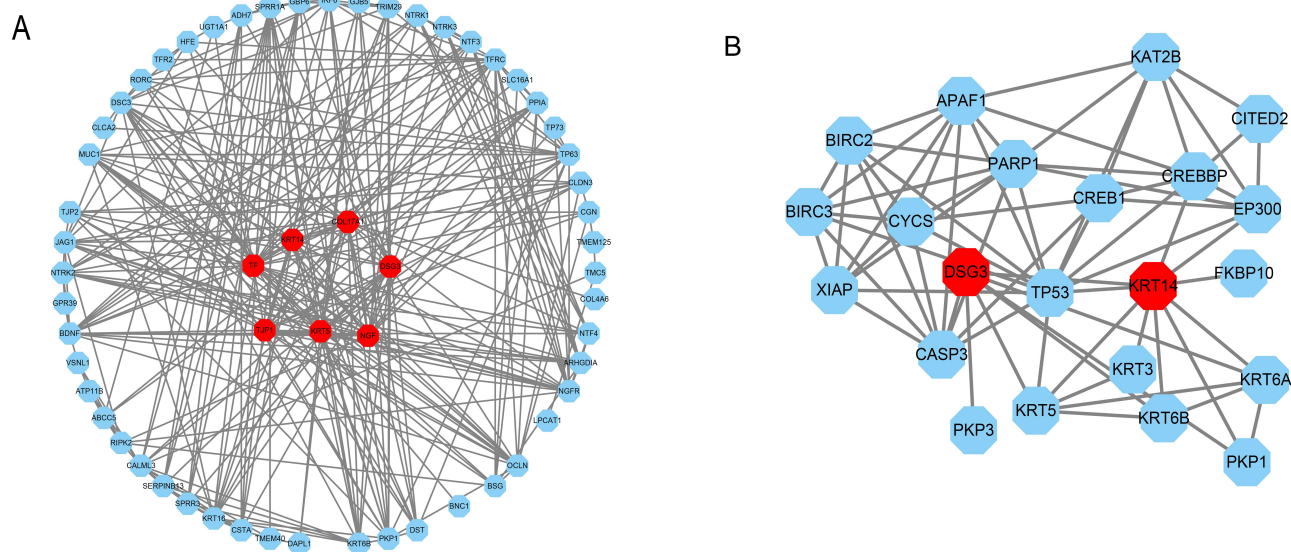 A
SPRR1A
GBP6
IRF6
GJB5
TRIM29
ADH7
NTRK1
UGT1A1
NTRK3
HFE
NTF3
TFR2
TFRC
RORC
SLC16A1
DSC3
PPIA
CLCA2
TP73
MUC1
TP63
CLDN3
TJP2
CGN
JAG1
TMEM125
NTRK2
TMC5
GPR39
COL4A6
BDNF
NTF4
VSNL1
ARHGDIA
ATP11B
NGFR
ABCC5
LPCAT1
RIPK2
CALML3
OCLN
SERPINB13
BSG
SPRR3
BNC1
KRT16
CSTA
DST
TMEM40
PKP1
DAPL1
KRT6B
COL17A1
KRT14
TF
DSG3
TJP1
KRT5
NGF
B
KAT2B
APAF1
CITED2
BIRC2
PARP1
CREBBP
CREB1
BIRC3
CYCS
EP300
DSG3
FKBP10
XIAP
TP53
KRT14
CASP3
KRT3
KRT6A
KRT5
KRT6B
PKP3
PKP1